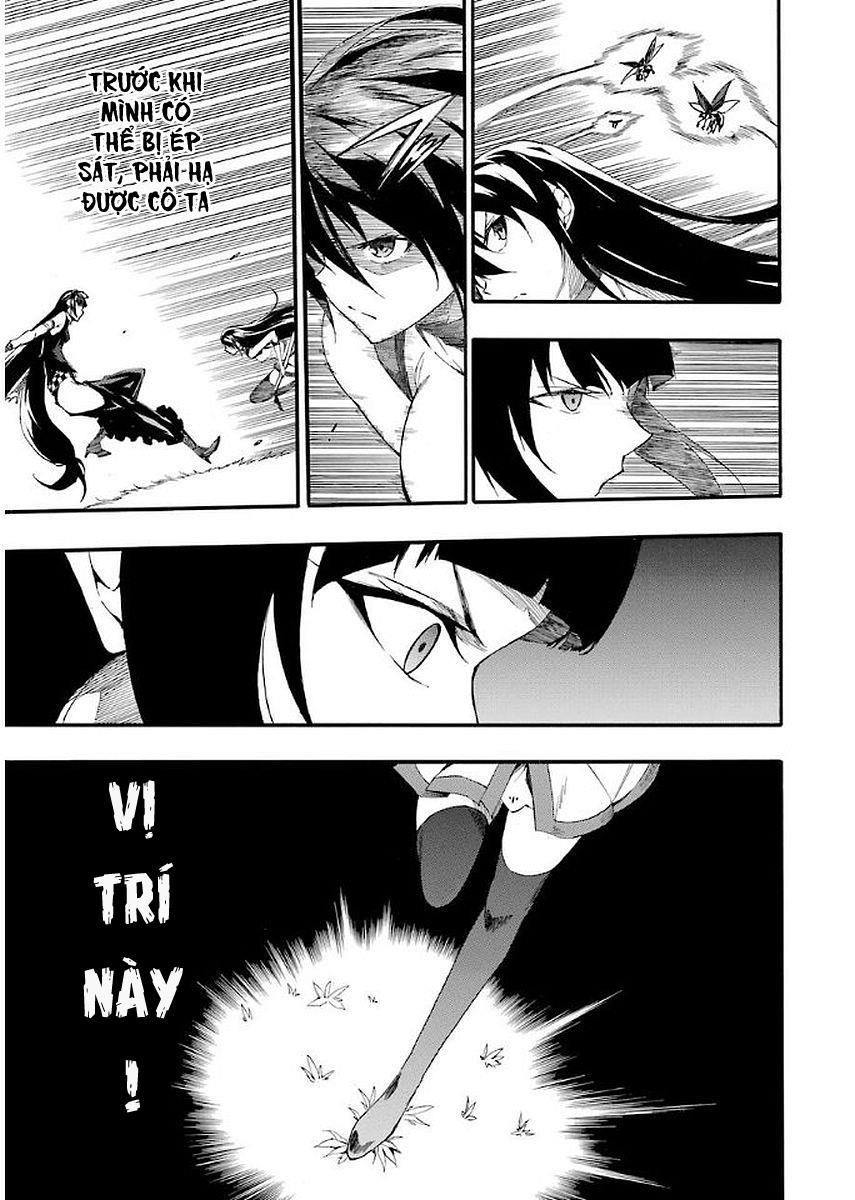 TRƯỚC KHI
MÌNH CÓ
THỂ BỊ ÉP
SÁT, PHẢI HẠ
ĐƯỢC CÔ TA
VỊ
TRÍ
NÀY
!